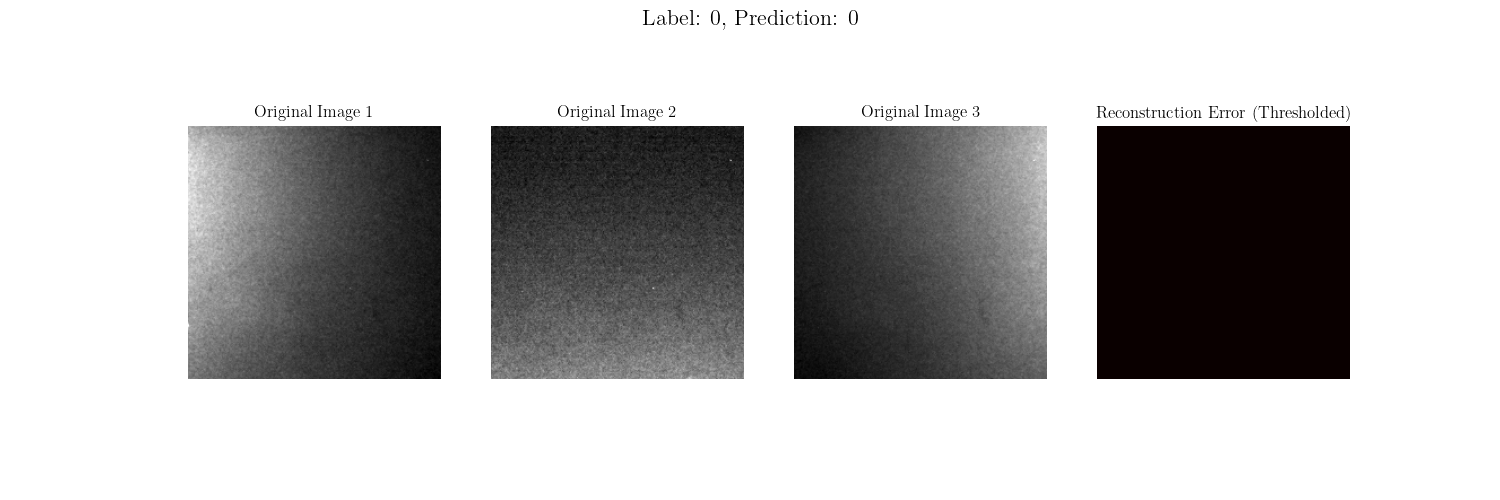 Label: 0, Prediction: 0
Original Image 1
Original Image 2
Original Image 3
Reconstruction Error (Thresholded)